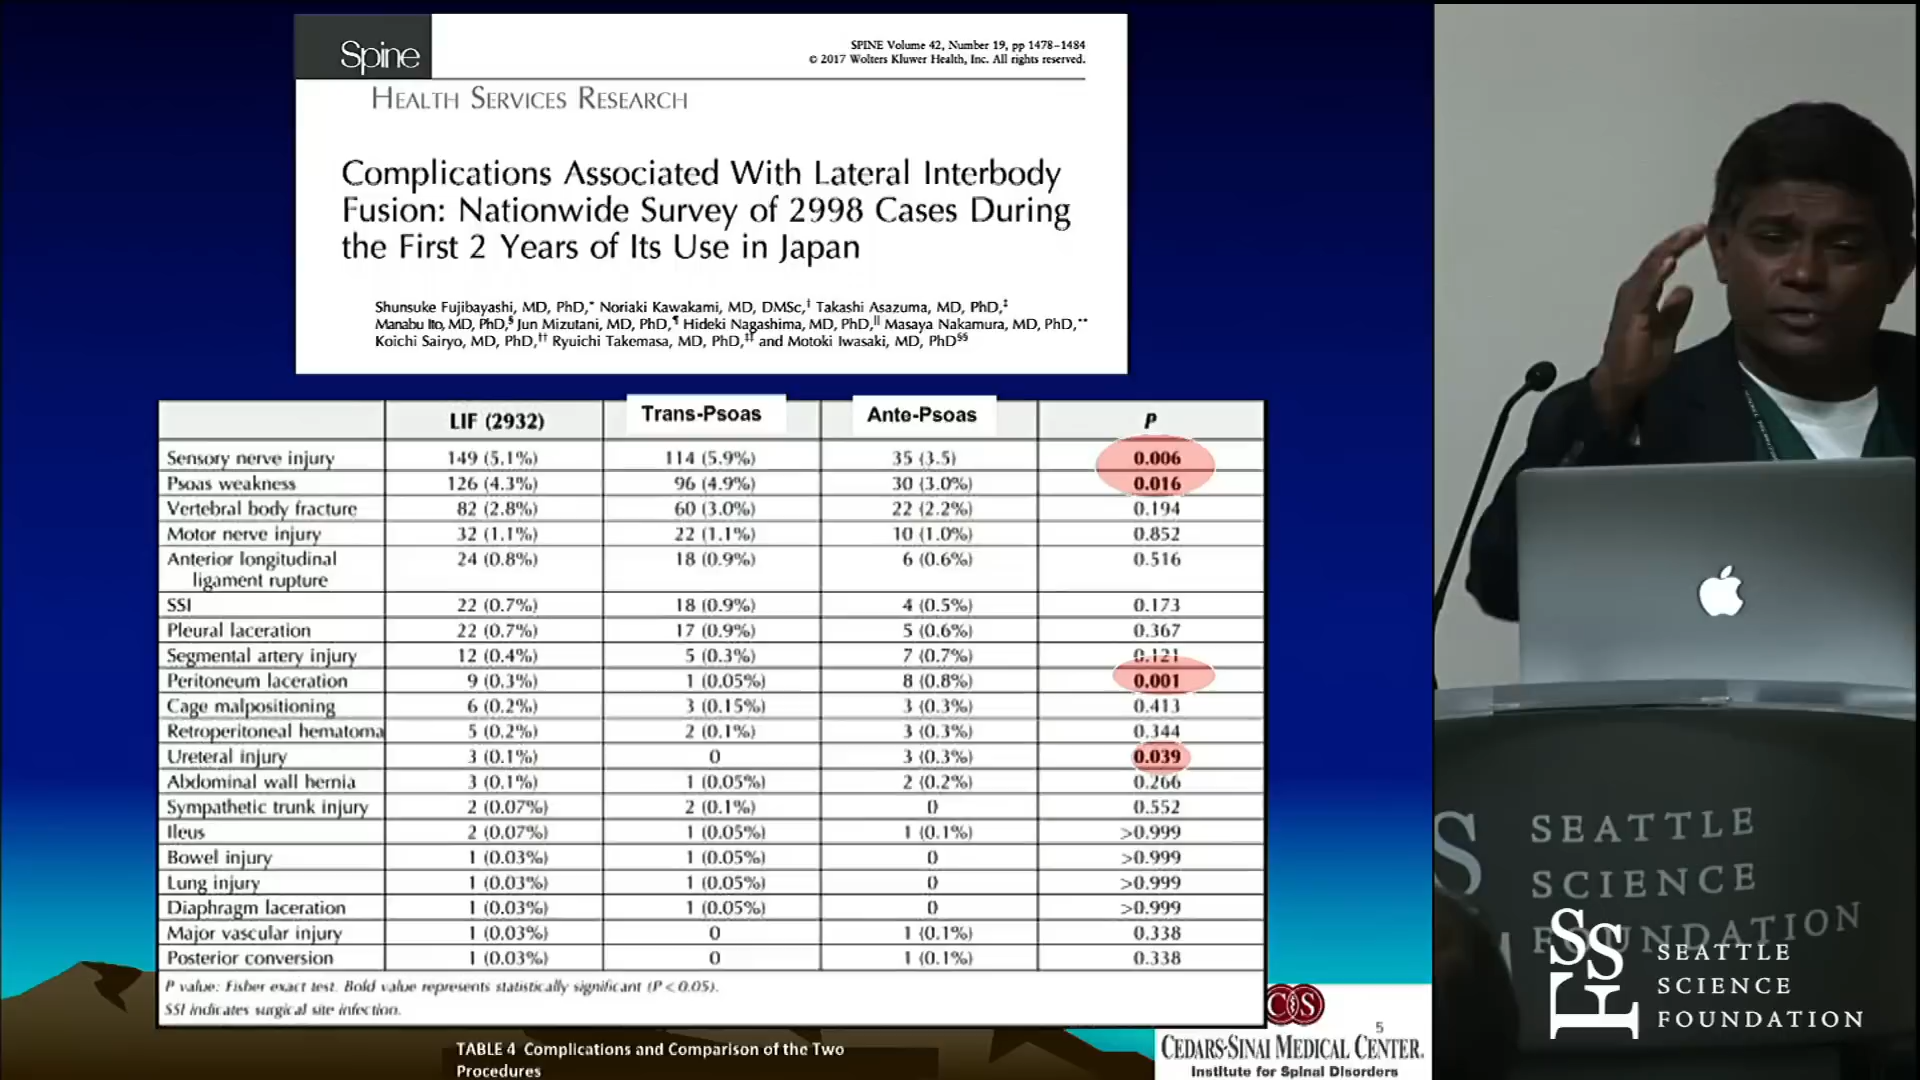 Spine
SPINE Volume 42, Number 19, pp 1478–1484
© 2017 Wolters Kluwer Health, Inc. All rights reserved.
HEALTH SERVICES RESEARCH
Complications Associated With Lateral Interbody
Fusion: Nationwide Survey of 2998 Cases During
the First 2 Years of Its Use in Japan
Shunsuke Fujibayashi, MD, PhD,* Noriaki Kawakami, MD, DMSc,† Takashi Asazuma, MD, PhD,‡
Manabu Ito, MD, PhD,§ Jun Mizutani, MD, PhD,¶ Hideki Nagashima, MD, PhD,|| Masaya Nakamura, MD, PhD,**
Koichi Sairyo, MD, PhD,†† Ryuichi Takemasa, MD, PhD,‡‡ and Motoki Iwasaki, MD, PhD§§
LIF (2932) Trans-Psoas Ante-Psoas P
Sensory nerve injury 149 (5.1%) 114 (5.9%) 35 (3.5) 0.006
Psoas weakness 126 (4.3%) 96 (4.9%) 30 (3.0%) 0.016
Vertebral body fracture 82 (2.8%) 60 (3.0%) 22 (2.2%) 0.194
Motor nerve injury 32 (1.1%) 22 (1.1%) 10 (1.0%) 0.852
Anterior longitudinal 24 (0.8%) 18 (0.9%) 6 (0.6%) 0.516
ligament rupture
SSI 22 (0.7%) 18 (0.9%) 4 (0.5%) 0.173
Pleural laceration 22 (0.7%) 17 (0.9%) 5 (0.6%) 0.367
Segmental artery injury 12 (0.4%) 5 (0.3%) 7 (0.7%) 0.121
Peritoneum laceration 9 (0.3%) 1 (0.05%) 8 (0.8%) 0.001
Cage malpositioning 6 (0.2%) 3 (0.15%) 3 (0.3%) 0.413
Retroperitoneal hematoma 5 (0.2%) 2 (0.1%) 3 (0.3%) 0.344
Ureteral injury 3 (0.1%) 0 3 (0.3%) 0.039
Abdominal wall hernia 3 (0.1%) 1 (0.05%) 2 (0.2%) 0.266
Sympathetic trunk injury 2 (0.07%) 2 (0.1%) 0 0.552
Ileus 2 (0.07%) 1 (0.05%) 1 (0.1%) >0.999
Bowel injury 1 (0.03%) 1 (0.05%) 0 >0.999
Lung injury 1 (0.03%) 1 (0.05%) 0 >0.999
Diaphragm laceration 1 (0.03%) 1 (0.05%) 0 >0.999
Major vascular injury 1 (0.03%) 0 1 (0.1%) 0.338
Posterior conversion 1 (0.03%) 0 1 (0.1%) 0.338
P value: Fisher exact test. Bold value represents statistically significant (P < 0.05).
SSI indicates surgical site infection.
TABLE 4 Complications and Comparison of the Two
Procedures
CS
5
CEDARS-SINAI MEDICAL CENTER.
Institute for Spinal Disorders
S SEATTLE
SCIENCE
FOUNDATION
SSF
SEATTLE
SCIENCE
FOUNDATION